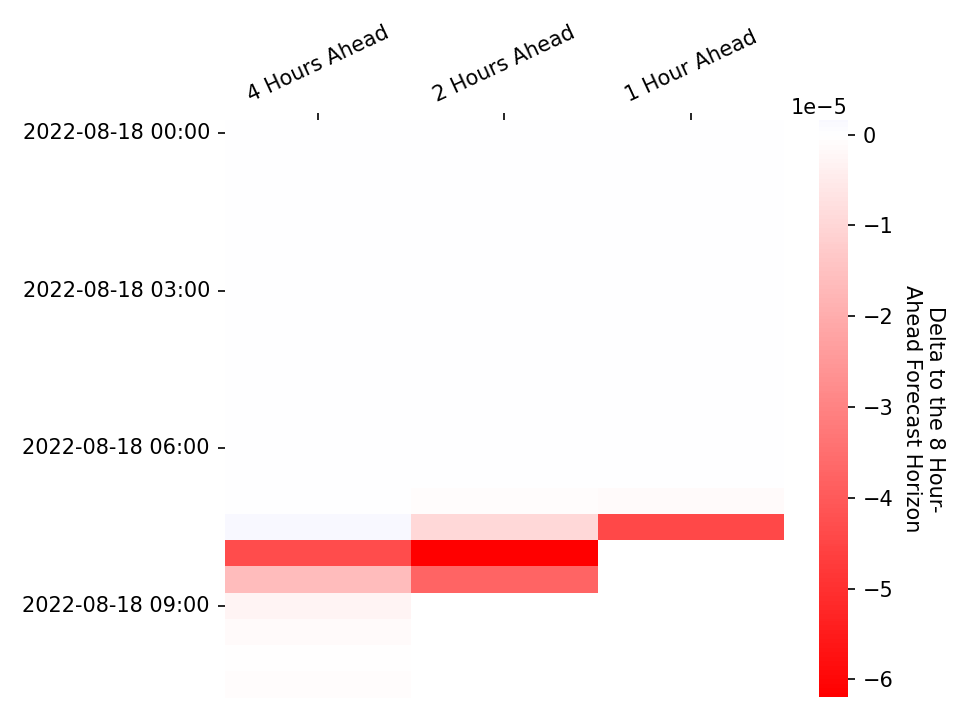 4 Hours Ahead
2 Hours Ahead
1 Hour Ahead
1e−5
2022-08-18 00:00
2022-08-18 03:00
2022-08-18 06:00
2022-08-18 09:00
0
−1
−2
−3
−4
−5
−6
Delta to the 8 Hour-
Ahead Forecast Horizon